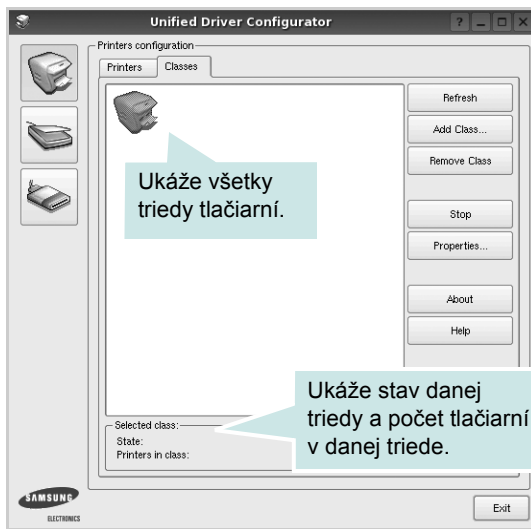 Unified Driver Configurator
Printers configuration
Printers
Classes
Refresh
Add Class...
Remove Class
Ukáže všetky
triedy tlačiarní.
Stop
Properties...
About
Help
Ukáže stav danej
triedy a počet tlačiarní
v danej triede.
Selected class:
State:
Printers in class:
SAMSUNG
ELECTRONICS
Exit